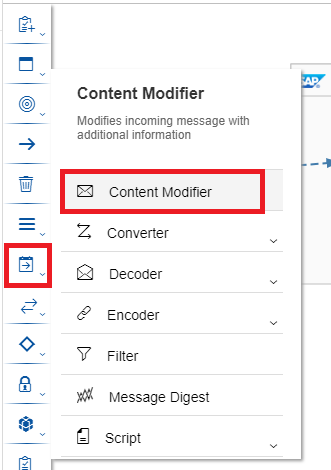 SAP
Content Modifier
Modifies incoming message with
additional information
Content Modifier
Converter
Decoder
Encoder
Filter
Message Digest
Script